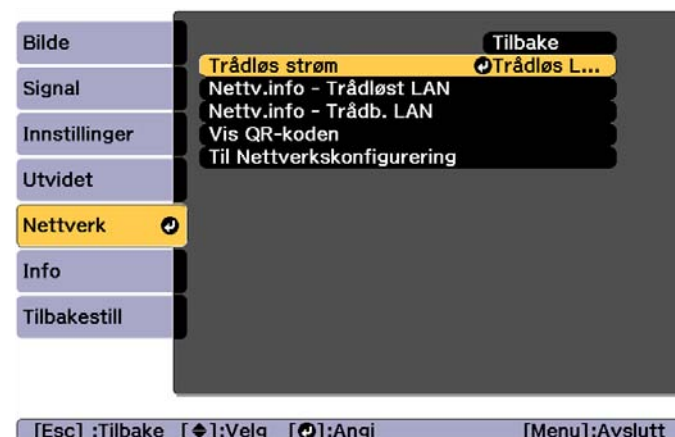 Bilde
Signal
Innstillinger
Utvidet
Nettverk
Info
Tilbakestill
Tilbake
Trådløs strøm Trådløs L...
Nettv.info - Trådløst LAN
Nettv.info - Trådb. LAN
Vis QR-koden
Til Nettverkskonfigurering
[Esc] :Tilbake [◆]:Velg [↵]:Angi [Menu]:Avslutt